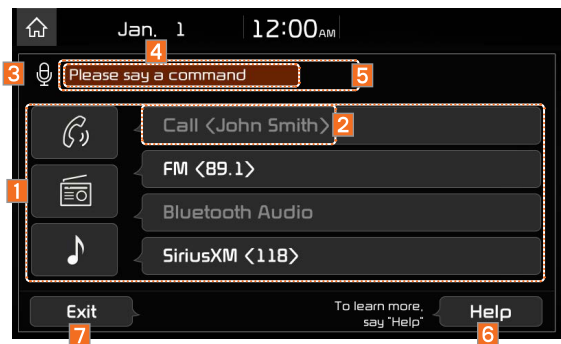 Jan. 1 12:00AM
4
3 Please say a command 5
Call <John Smith> 2
FM <89.1>
1
Bluetooth Audio
SiriusXM <118>
Exit To learn more, Help
say "Help"
7 6